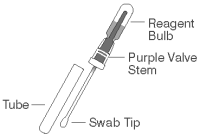 Reagent
Bulb
Purple Valve
Stem
Tube
Swab Tip